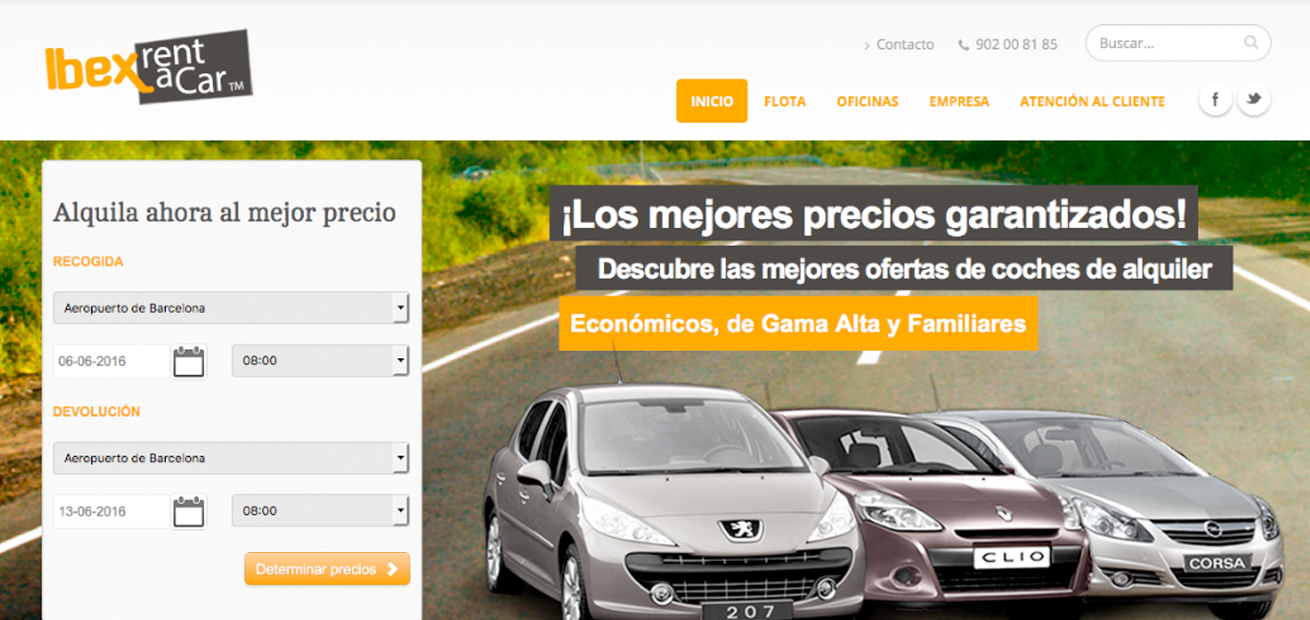 Ibex rent
aCar™
Contacto
902 00 81 85
Buscar...
INICIO FLOTA OFICINAS EMPRESA ATENCIÓN AL CLIENTE
Alquila ahora al mejor precio
RECOGIDA
Aeropuerto de Barcelona
06-06-2016 08:00
DEVOLUCIÓN
Aeropuerto de Barcelona
13-06-2016 08:00
Determinar precios
¡Los mejores precios garantizados!
Descubre las mejores ofertas de coches de alquiler
Económicos, de Gama Alta y Familiares
207
CLIO
CORSA